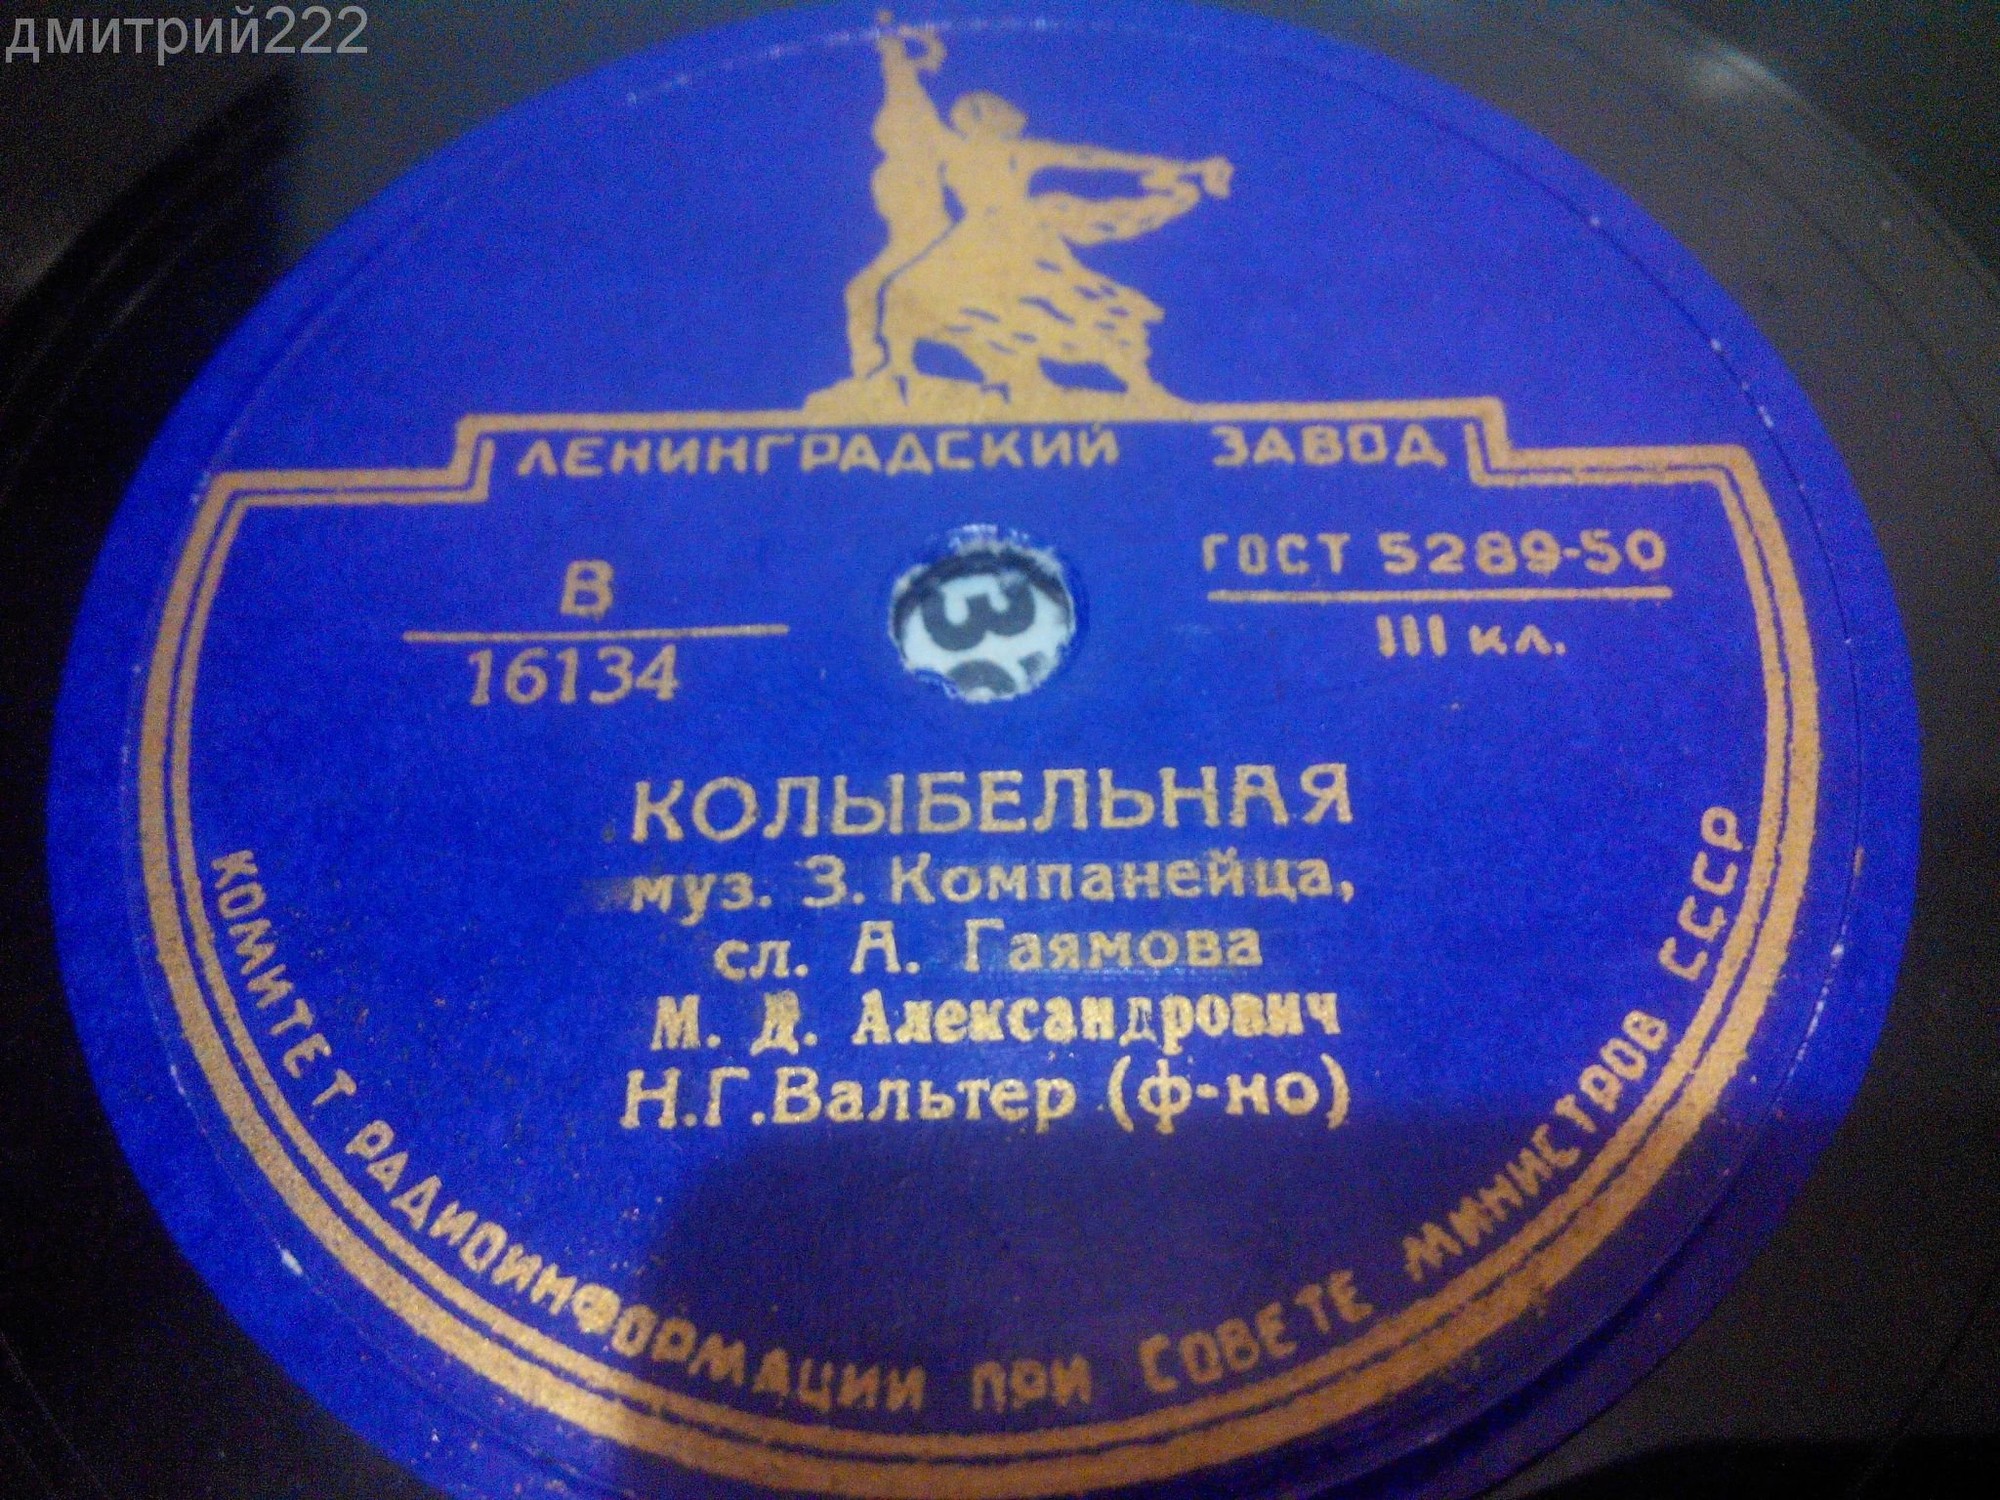 дмитрий222
ЛЕНИНГРАДСКИЙ ЗАВОД
В
16134
ГОСТ 5289-50
III кл.
КОЛЫБЕЛЬНАЯ
муз. З. Компанейца,
сл. А. Гаямова
М. Д. Александрович
Н.Г.Вальтер (ф-но)
КОМИТЕТ РАДИОИНФОРМАЦИИ ПРИ СОВЕТЕ МИНИСТРОВ СССР